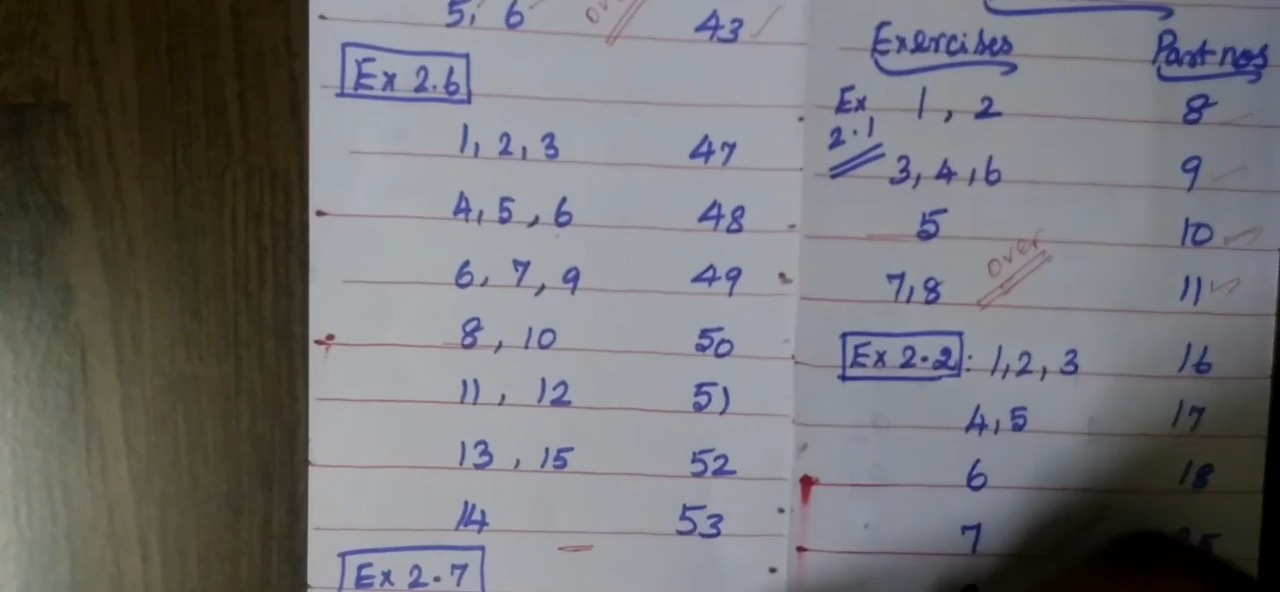 5, 6 43
Ex 2.6
1, 2, 3 47
4, 5, 6 48
6, 7, 9 49
8, 10 50
11, 12 51
13, 15 52
14 53
Ex 2.7
Exercises Part nos
Ex 2.1 1, 2 8
3, 4, 6 9
5 10
over
7, 8 11
Ex 2.2 : 1, 2, 3 16
4, 5 17
6 18
7